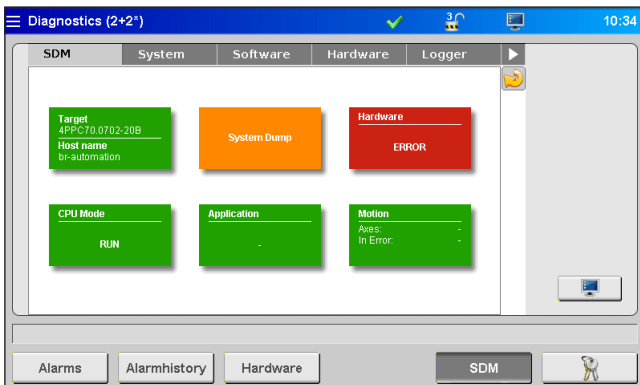 Diagnostics (2+2*)
3
10:34
SDM System Software Hardware Logger
Target
4PPC70.0702-20B
Host name
br-automation
System Dump
Hardware
ERROR
CPU Mode
RUN
Application
-
Motion
Axes: -
In Error: -
Alarms Alarmhistory Hardware SDM